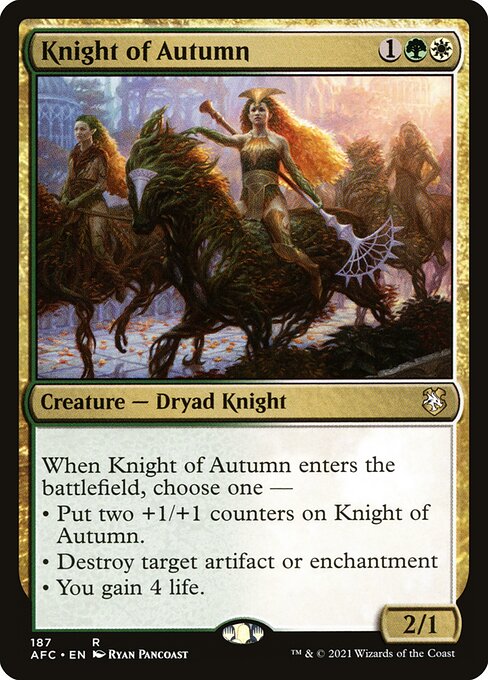 Knight of Autumn 1
Creature — Dryad Knight
When Knight of Autumn enters the
battlefield, choose one —
• Put two +1/+1 counters on Knight of
Autumn.
• Destroy target artifact or enchantment
• You gain 4 life.
2/1
187 R
AFC • EN Ryan Pancoast
™ & © 2021 Wizards of the Coast